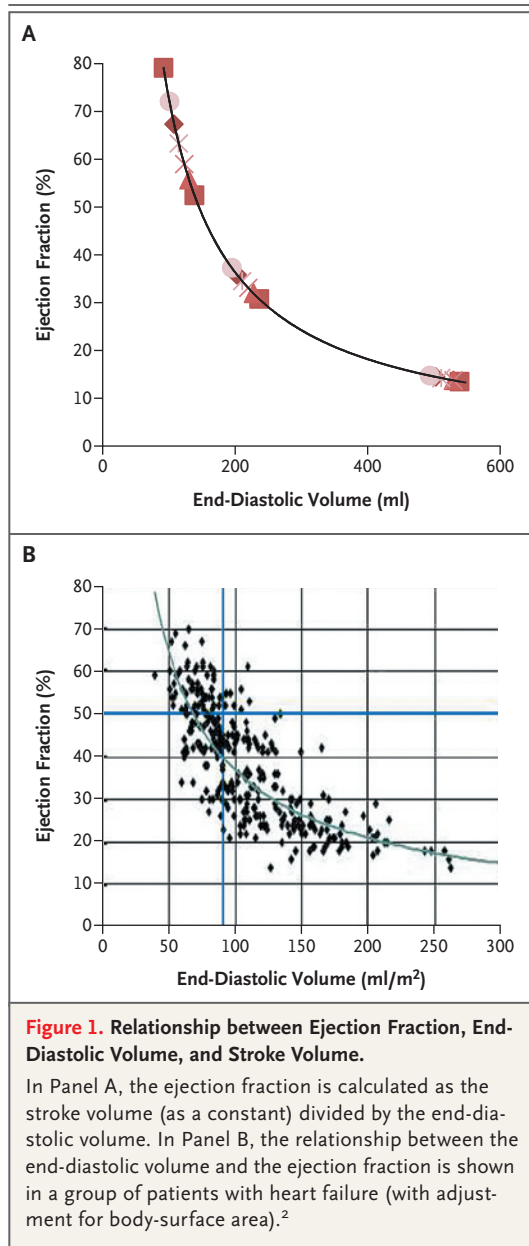 A
80
70
60
50
40
30
20
10
0
Ejection Fraction (%)
0 200 400 600
End-Diastolic Volume (ml)
B
80
70
60
50
40
30
20
10
0
Ejection Fraction (%)
0 50 100 150 200 250 300
End-Diastolic Volume (ml/m²)
Figure 1. Relationship between Ejection Fraction, End-
Diastolic Volume, and Stroke Volume.
In Panel A, the ejection fraction is calculated as the
stroke volume (as a constant) divided by the end-dia-
stolic volume. In Panel B, the relationship between the
end-diastolic volume and the ejection fraction is shown
in a group of patients with heart failure (with adjust-
ment for body-surface area).²